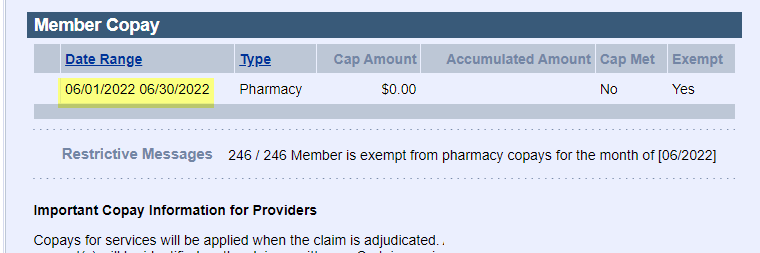 Member Copay
Date Range Type Cap Amount Accumulated Amount Cap Met Exempt
06/01/2022 06/30/2022 Pharmacy $0.00 No Yes
Restrictive Messages 246 / 246 Member is exempt from pharmacy copays for the month of [06/2022]
Important Copay Information for Providers
Copays for services will be applied when the claim is adjudicated.